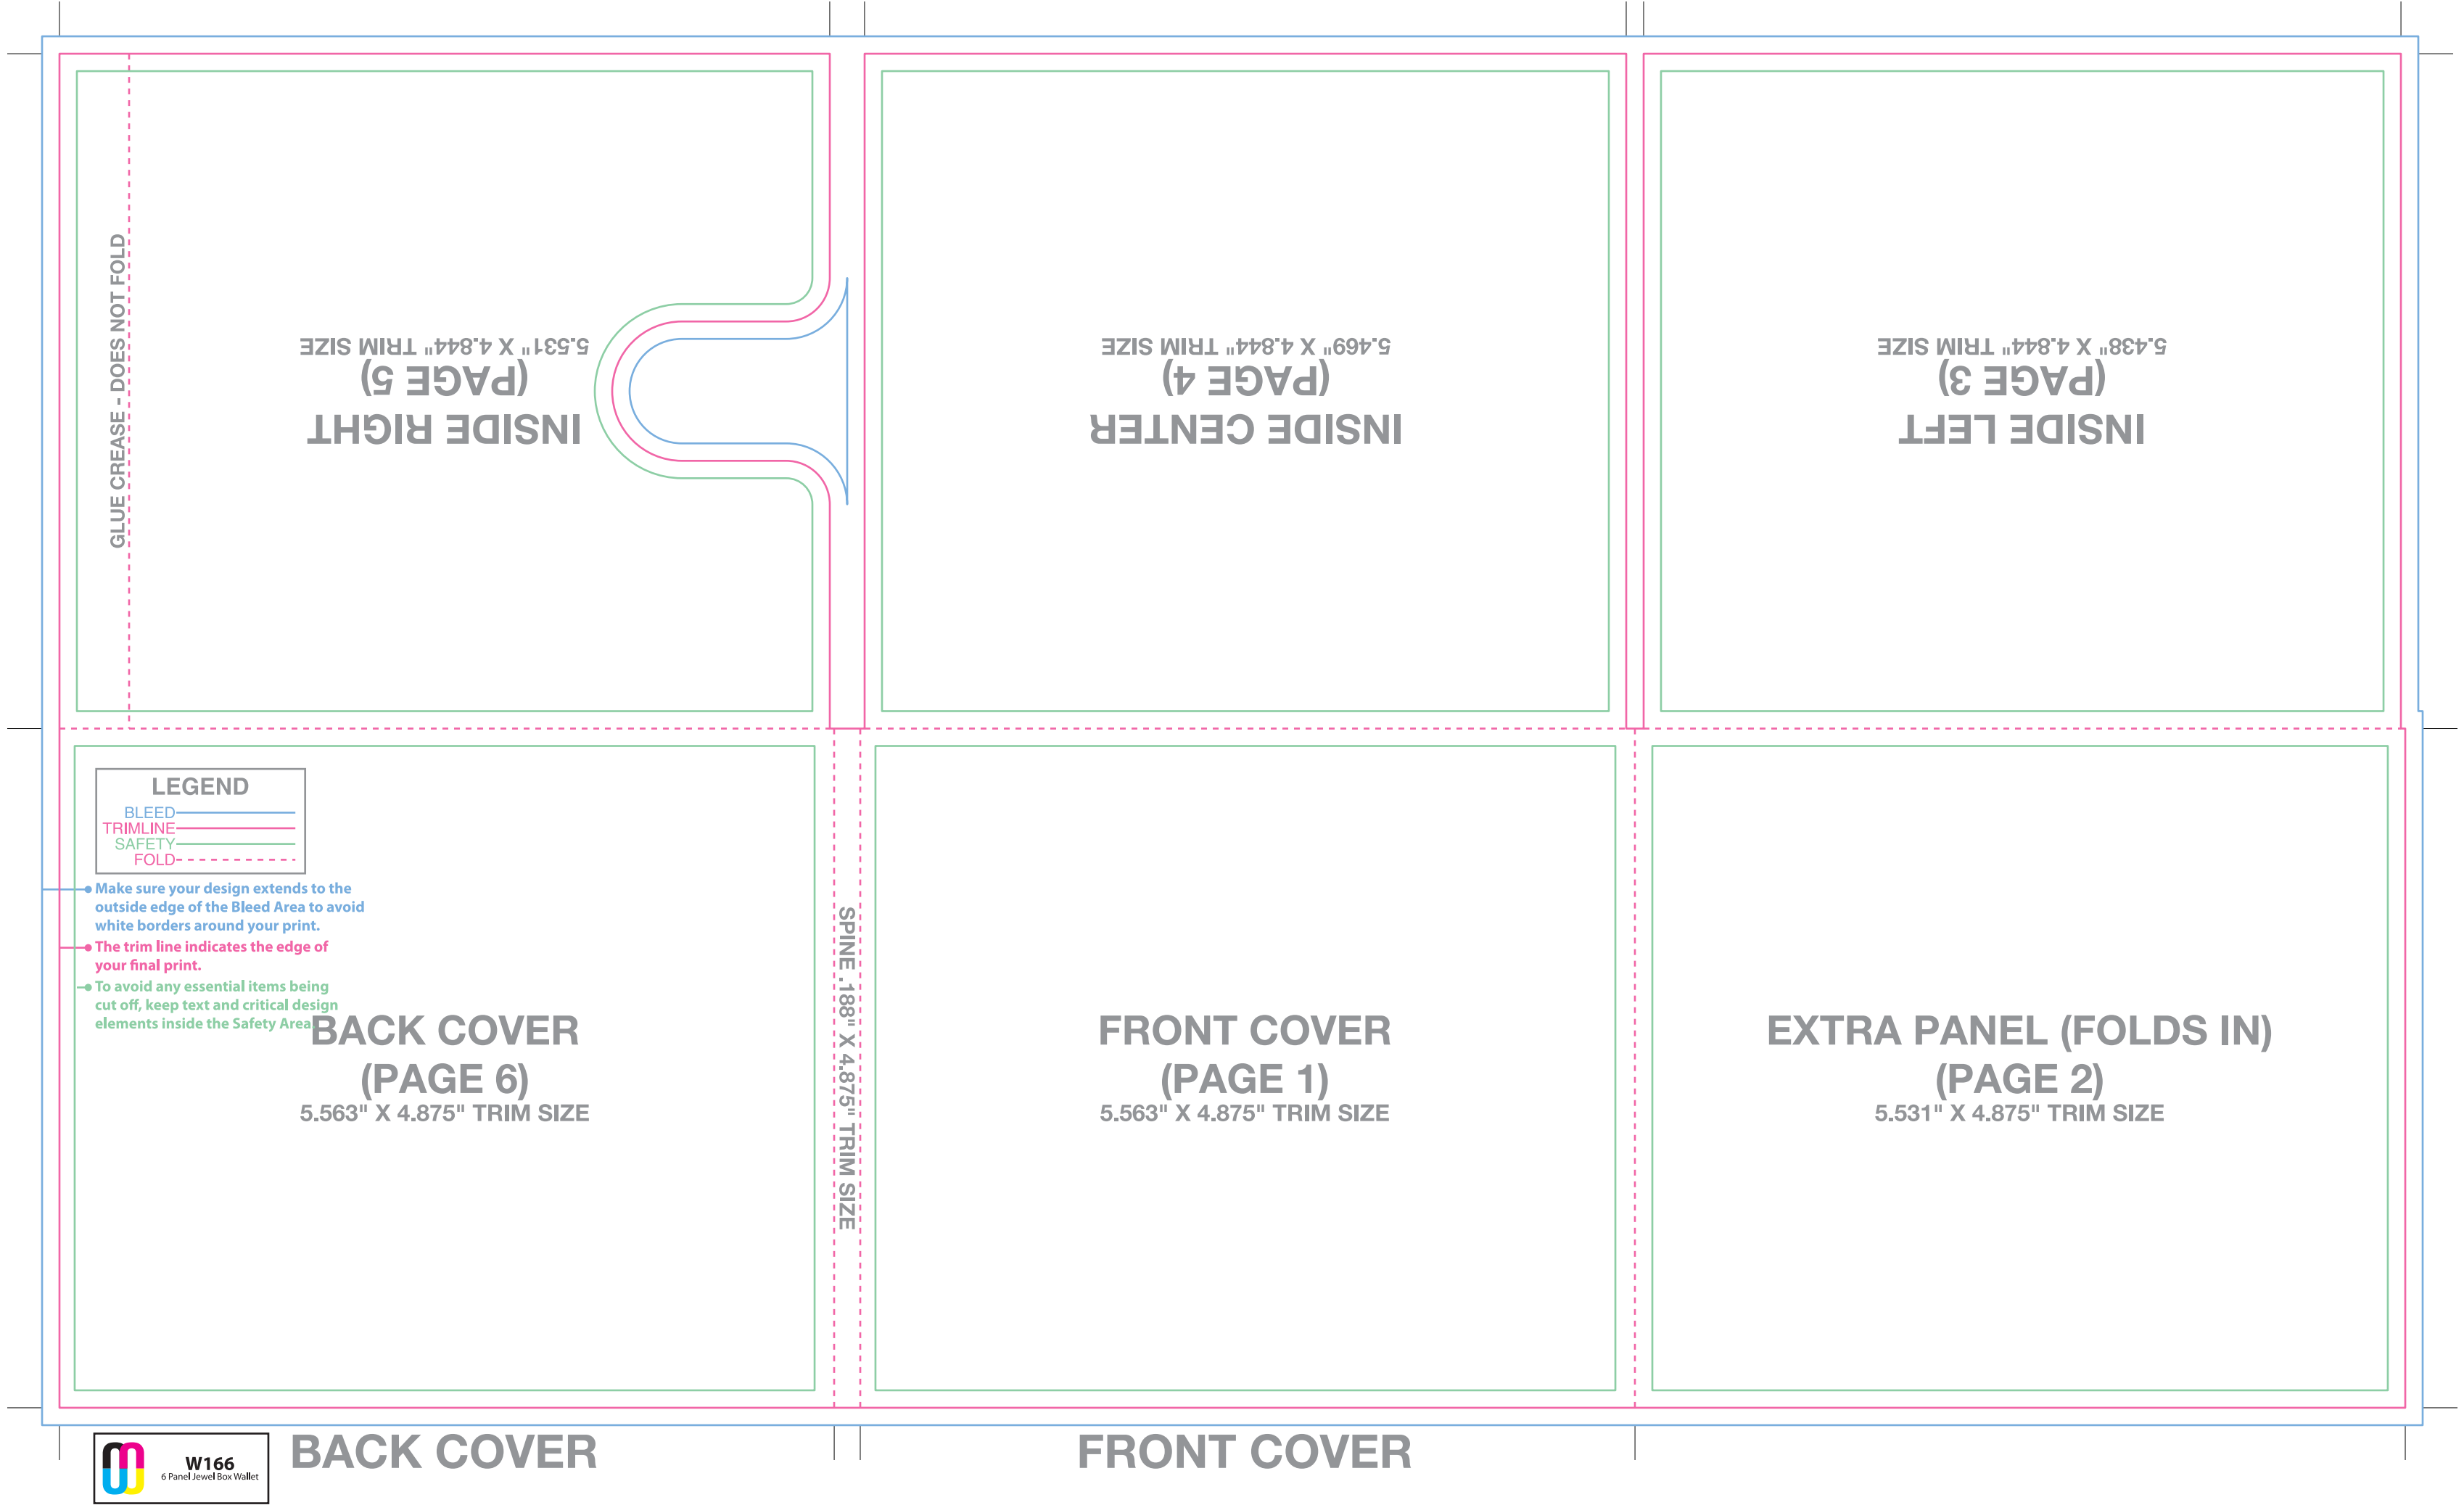 GLUE CREASE - DOES NOT FOLD
INSIDE RIGHT
(PAGE 5)
5.531" X 4.844" TRIM SIZE
INSIDE CENTER
(PAGE 4)
5.469" X 4.844" TRIM SIZE
INSIDE LEFT
(PAGE 3)
5.438" X 4.844" TRIM SIZE
LEGEND
BLEED
TRIMLINE
SAFETY
FOLD
Make sure your design extends to the
outside edge of the Bleed Area to avoid
white borders around your print.
The trim line indicates the edge of
your final print.
To avoid any essential items being
cut off, keep text and critical design
elements inside the Safety Area.
BACK COVER
(PAGE 6)
5.563" X 4.875" TRIM SIZE
SPINE .188" X 4.875" TRIM SIZE
FRONT COVER
(PAGE 1)
5.563" X 4.875" TRIM SIZE
EXTRA PANEL (FOLDS IN)
(PAGE 2)
5.531" X 4.875" TRIM SIZE
W166
6 Panel Jewel Box Wallet
BACK COVER
FRONT COVER